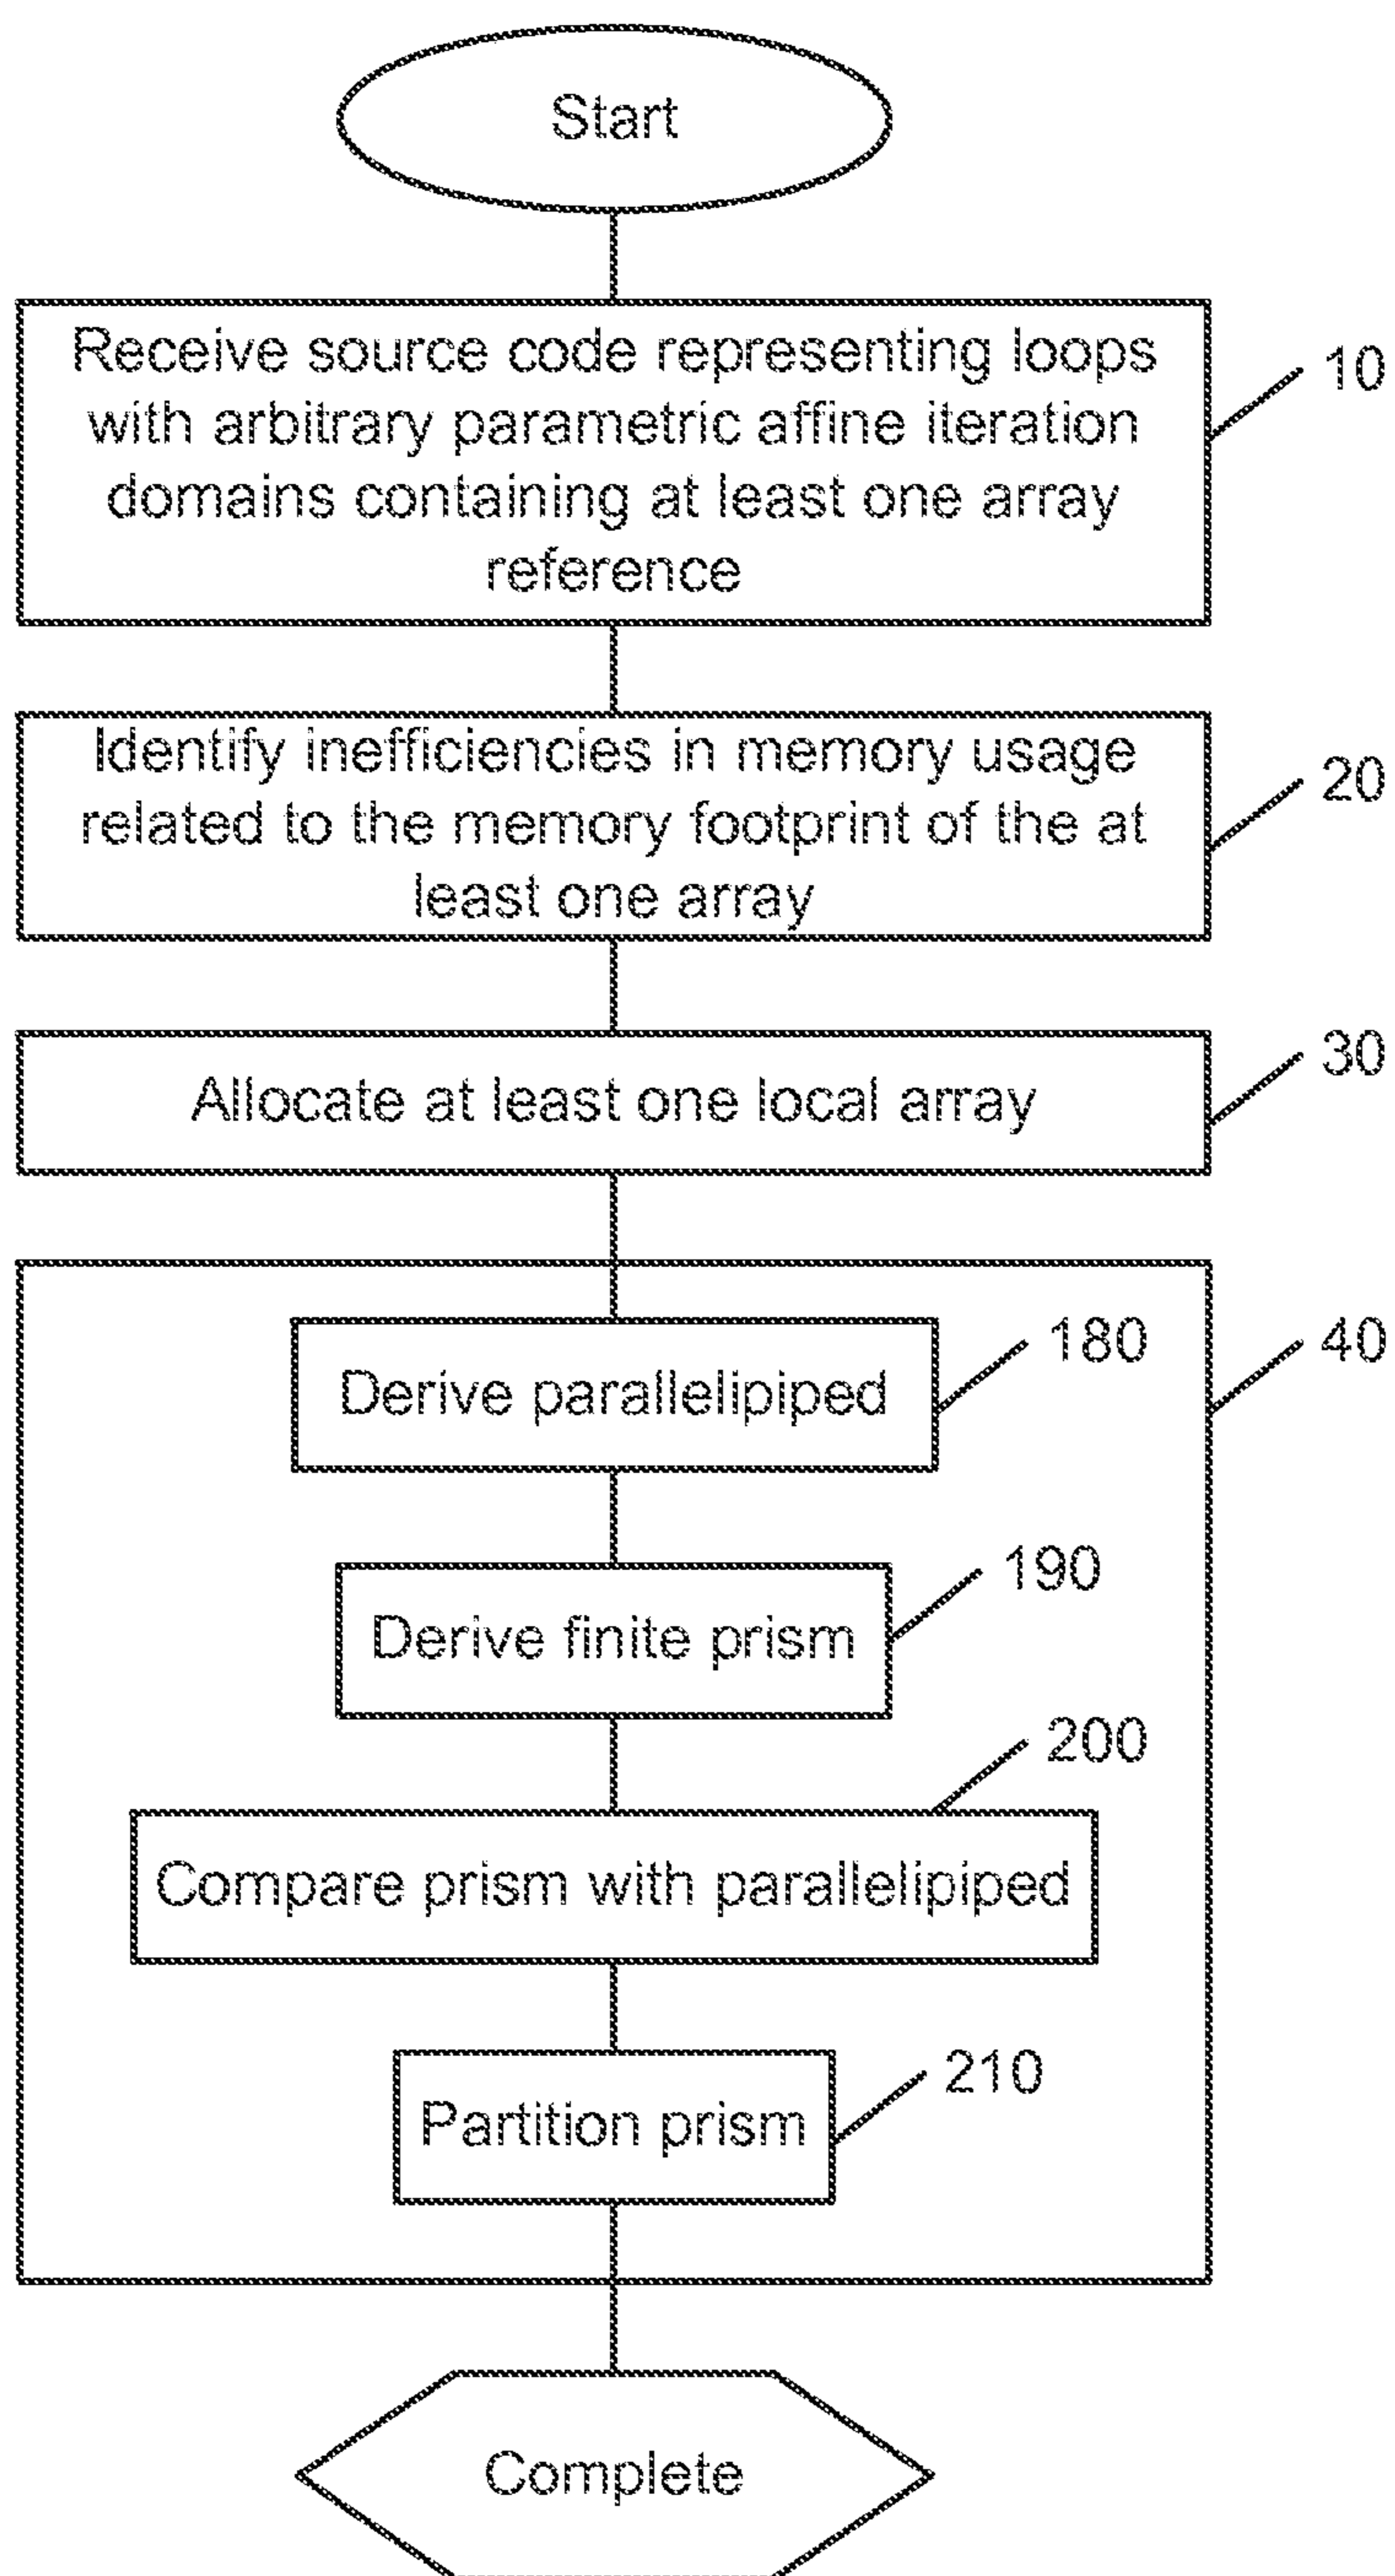 Start
Receive source code representing loops
with arbitrary parametric affine iteration
domains containing at least one array
reference
10
Identify inefficiencies in memory usage
related to the memory footprint of the at
least one array
20
Allocate at least one local array
30
40
Derive parallelipiped
180
Derive finite prism
190
Compare prism with parallelipiped
200
Partition prism
210
Complete